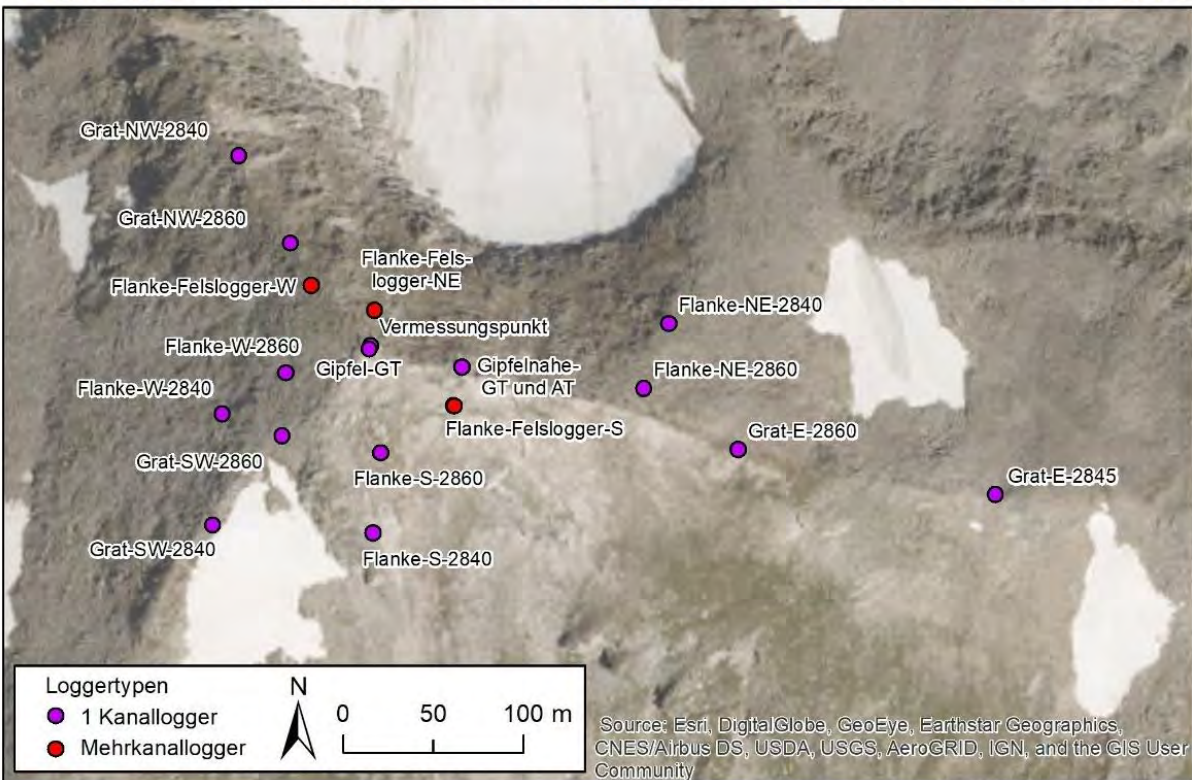 Grat-NW-2840
Grat-NW-2860
Flanke-Fels-
logger-NE
Flanke-Felslogger-W
Vermessungspunkt
Flanke-NE-2840
Flanke-W-2860
Gipfel-GT
Gipfelnahe-
GT und AT
Flanke-NE-2860
Flanke-W-2840
Flanke-Felslogger-S
Grat-E-2860
Grat-SW-2860
Flanke-S-2860
Grat-E-2845
Grat-SW-2840
Flanke-S-2840
Loggertypen
1 Kanallogger
Mehrkanallogger
N
0 50 100 m
Source: Esri, DigitalGlobe, GeoEye, Earthstar Geographics,
CNES/Airbus DS, USDA, USGS, AeroGRID, IGN, and the GIS User
Community